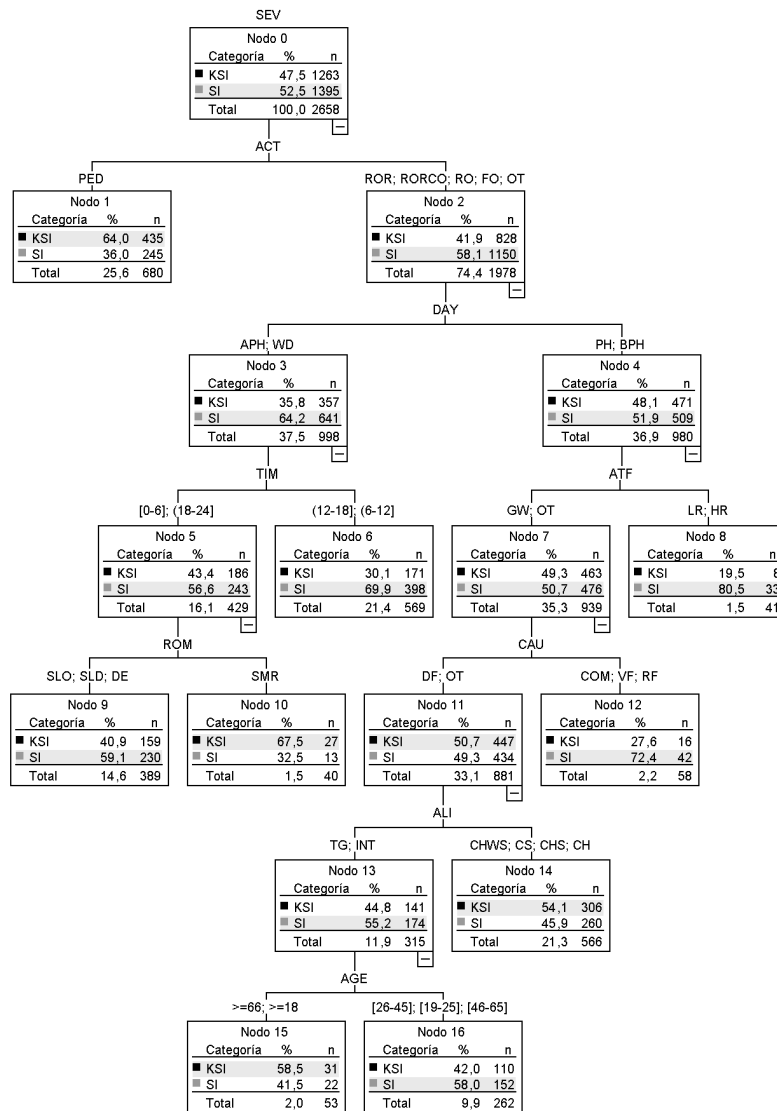 SEV
Nodo 0
Categoría % n
KSI 47,5 1263
SI 52,5 1395
Total 100,0 2658
ACT
PED
ROR; RORCO; RO; FO; OT
Nodo 1
Categoría % n
KSI 64,0 435
SI 36,0 245
Total 25,6 680
Nodo 2
Categoría % n
KSI 41,9 828
SI 58,1 1150
Total 74,4 1978
DAY
APH; WD
PH; BPH
Nodo 3
Categoría % n
KSI 35,8 357
SI 64,2 641
Total 37,5 998
Nodo 4
Categoría % n
KSI 48,1 471
SI 51,9 509
Total 36,9 980
TIM
ATF
[0-6]; (18-24]
(12-18]; (6-12]
GW; OT
LR; HR
Nodo 5
Categoría % n
KSI 43,4 186
SI 56,6 243
Total 16,1 429
Nodo 6
Categoría % n
KSI 30,1 171
SI 69,9 398
Total 21,4 569
Nodo 7
Categoría % n
KSI 49,3 463
SI 50,7 476
Total 35,3 939
Nodo 8
Categoría % n
KSI 19,5 8
SI 80,5 33
Total 1,5 41
ROM
CAU
SLO; SLD; DE
SMR
DF; OT
COM; VF; RF
Nodo 9
Categoría % n
KSI 40,9 159
SI 59,1 230
Total 14,6 389
Nodo 10
Categoría % n
KSI 67,5 27
SI 32,5 13
Total 1,5 40
Nodo 11
Categoría % n
KSI 50,7 447
SI 49,3 434
Total 33,1 881
Nodo 12
Categoría % n
KSI 27,6 16
SI 72,4 42
Total 2,2 58
ALI
TG; INT
CHWS; CS; CHS; CH
Nodo 13
Categoría % n
KSI 44,8 141
SI 55,2 174
Total 11,9 315
Nodo 14
Categoría % n
KSI 54,1 306
SI 45,9 260
Total 21,3 566
AGE
>=66; >=18
[26-45]; [19-25]; [46-65]
Nodo 15
Categoría % n
KSI 58,5 31
SI 41,5 22
Total 2,0 53
Nodo 16
Categoría % n
KSI 42,0 110
SI 58,0 152
Total 9,9 262